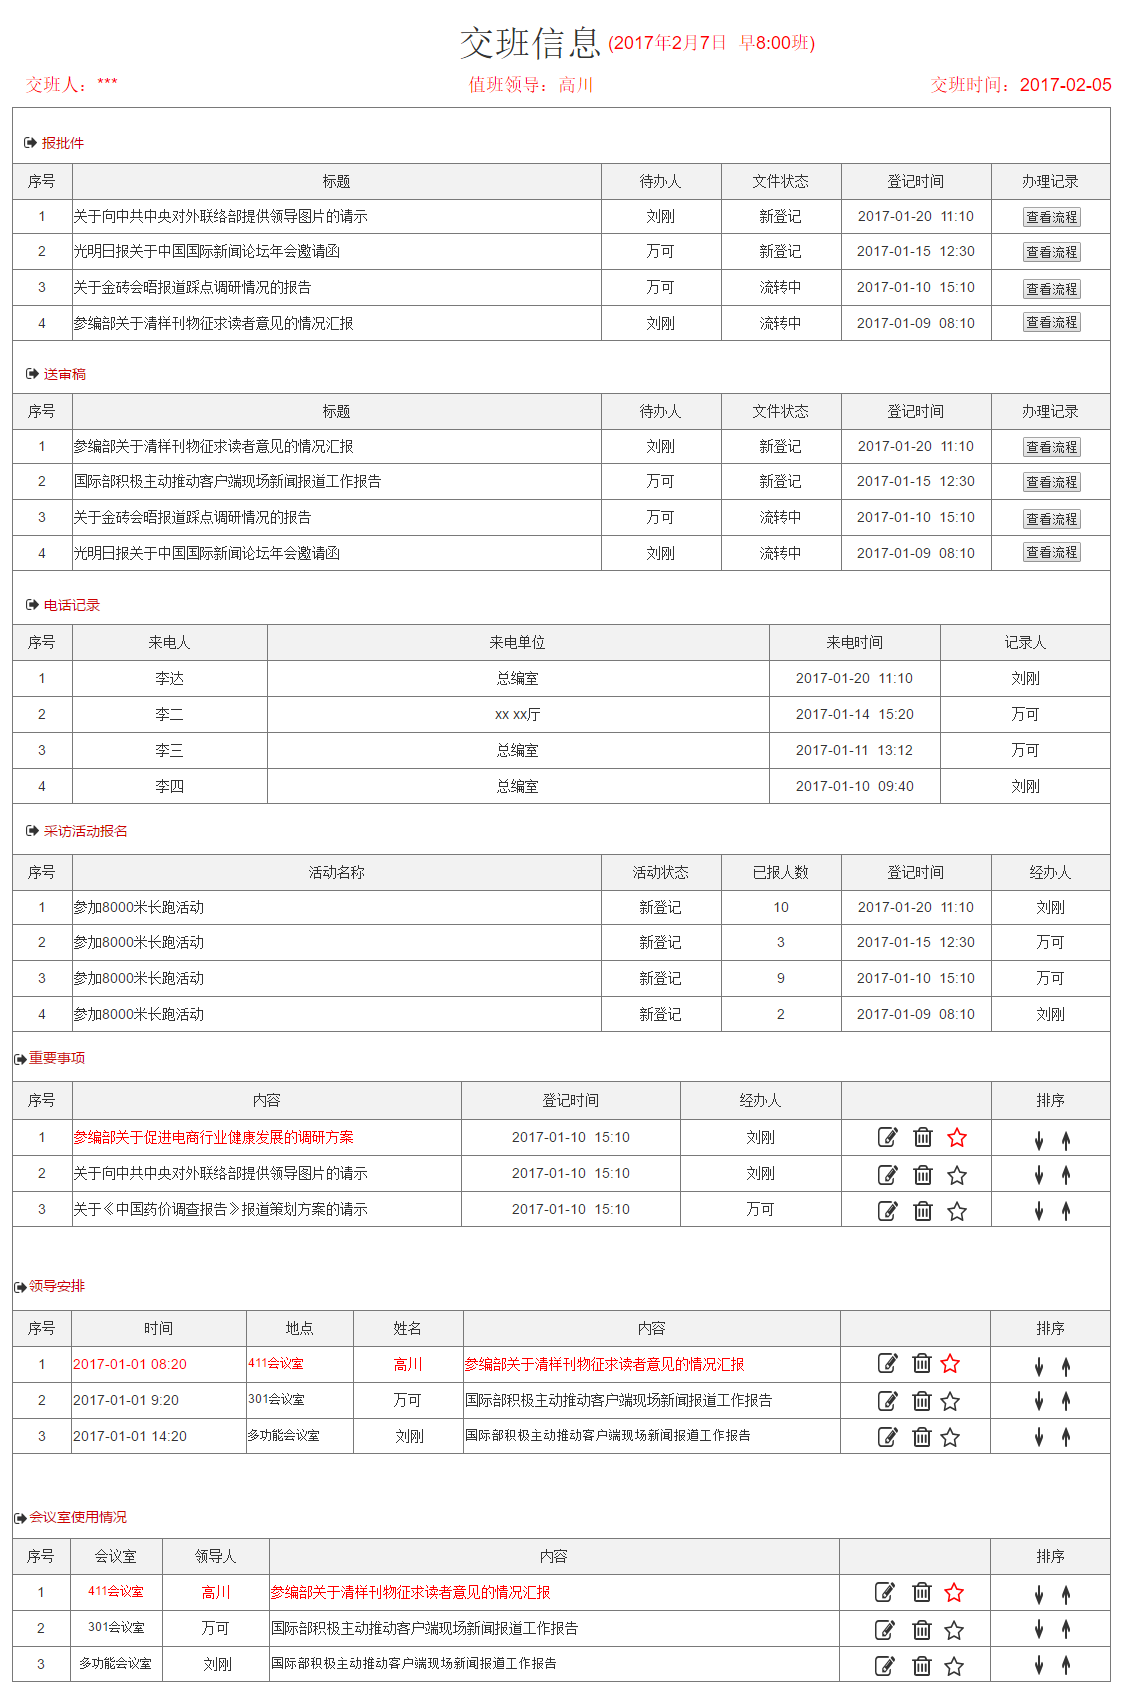 交班信息 (2017年2月7日 早8:00班)
交班人：*** 值班领导：高川 交班时间：2017-02-05
报批件
序号 标题 待办人 文件状态 登记时间 办理记录
1 关于向中共中央对外联络部提供领导图片的请示 刘刚 新登记 2017-01-20 11:10 查看流程
2 光明日报关于中国国际新闻论坛年会邀请函 万可 新登记 2017-01-15 12:30 查看流程
3 关于金砖会晤报道踩点调研情况的报告 万可 流转中 2017-01-10 15:10 查看流程
4 参编部关于清样刊物征求读者意见的情况汇报 刘刚 流转中 2017-01-09 08:10 查看流程
送审稿
序号 标题 待办人 文件状态 登记时间 办理记录
1 参编部关于清样刊物征求读者意见的情况汇报 刘刚 新登记 2017-01-20 11:10 查看流程
2 国际部积极主动推动客户端现场新闻报道工作报告 万可 新登记 2017-01-15 12:30 查看流程
3 关于金砖会晤报道踩点调研情况的报告 万可 流转中 2017-01-10 15:10 查看流程
4 光明日报关于中国国际新闻论坛年会邀请函 刘刚 流转中 2017-01-09 08:10 查看流程
电话记录
序号 来电人 来电单位 来电时间 记录人
1 李达 总编室 2017-01-20 11:10 刘刚
2 李二 xx xx厅 2017-01-14 15:20 万可
3 李三 总编室 2017-01-11 13:12 万可
4 李四 总编室 2017-01-10 09:40 刘刚
采访活动报名
序号 活动名称 活动状态 已报人数 登记时间 经办人
1 参加8000米长跑活动 新登记 10 2017-01-20 11:10 刘刚
2 参加8000米长跑活动 新登记 3 2017-01-15 12:30 万可
3 参加8000米长跑活动 新登记 9 2017-01-10 15:10 万可
4 参加8000米长跑活动 新登记 2 2017-01-09 08:10 刘刚
重要事项
序号 内容 登记时间 经办人 排序
1 参编部关于促进电商行业健康发展的调研方案 2017-01-10 15:10 刘刚
2 关于向中共中央对外联络部提供领导图片的请示 2017-01-10 15:10 刘刚
3 关于《中国药价调查报告》报道策划方案的请示 2017-01-10 15:10 万可
领导安排
序号 时间 地点 姓名 内容 排序
1 2017-01-01 08:20 411会议室 高川 参编部关于清样刊物征求读者意见的情况汇报
2 2017-01-01 9:20 301会议室 万可 国际部积极主动推动客户端现场新闻报道工作报告
3 2017-01-01 14:20 多功能会议室 刘刚 国际部积极主动推动客户端现场新闻报道工作报告
会议室使用情况
序号 会议室 领导人 内容 排序
1 411会议室 高川 参编部关于清样刊物征求读者意见的情况汇报
2 301会议室 万可 国际部积极主动推动客户端现场新闻报道工作报告
3 多功能会议室 刘刚 国际部积极主动推动客户端现场新闻报道工作报告